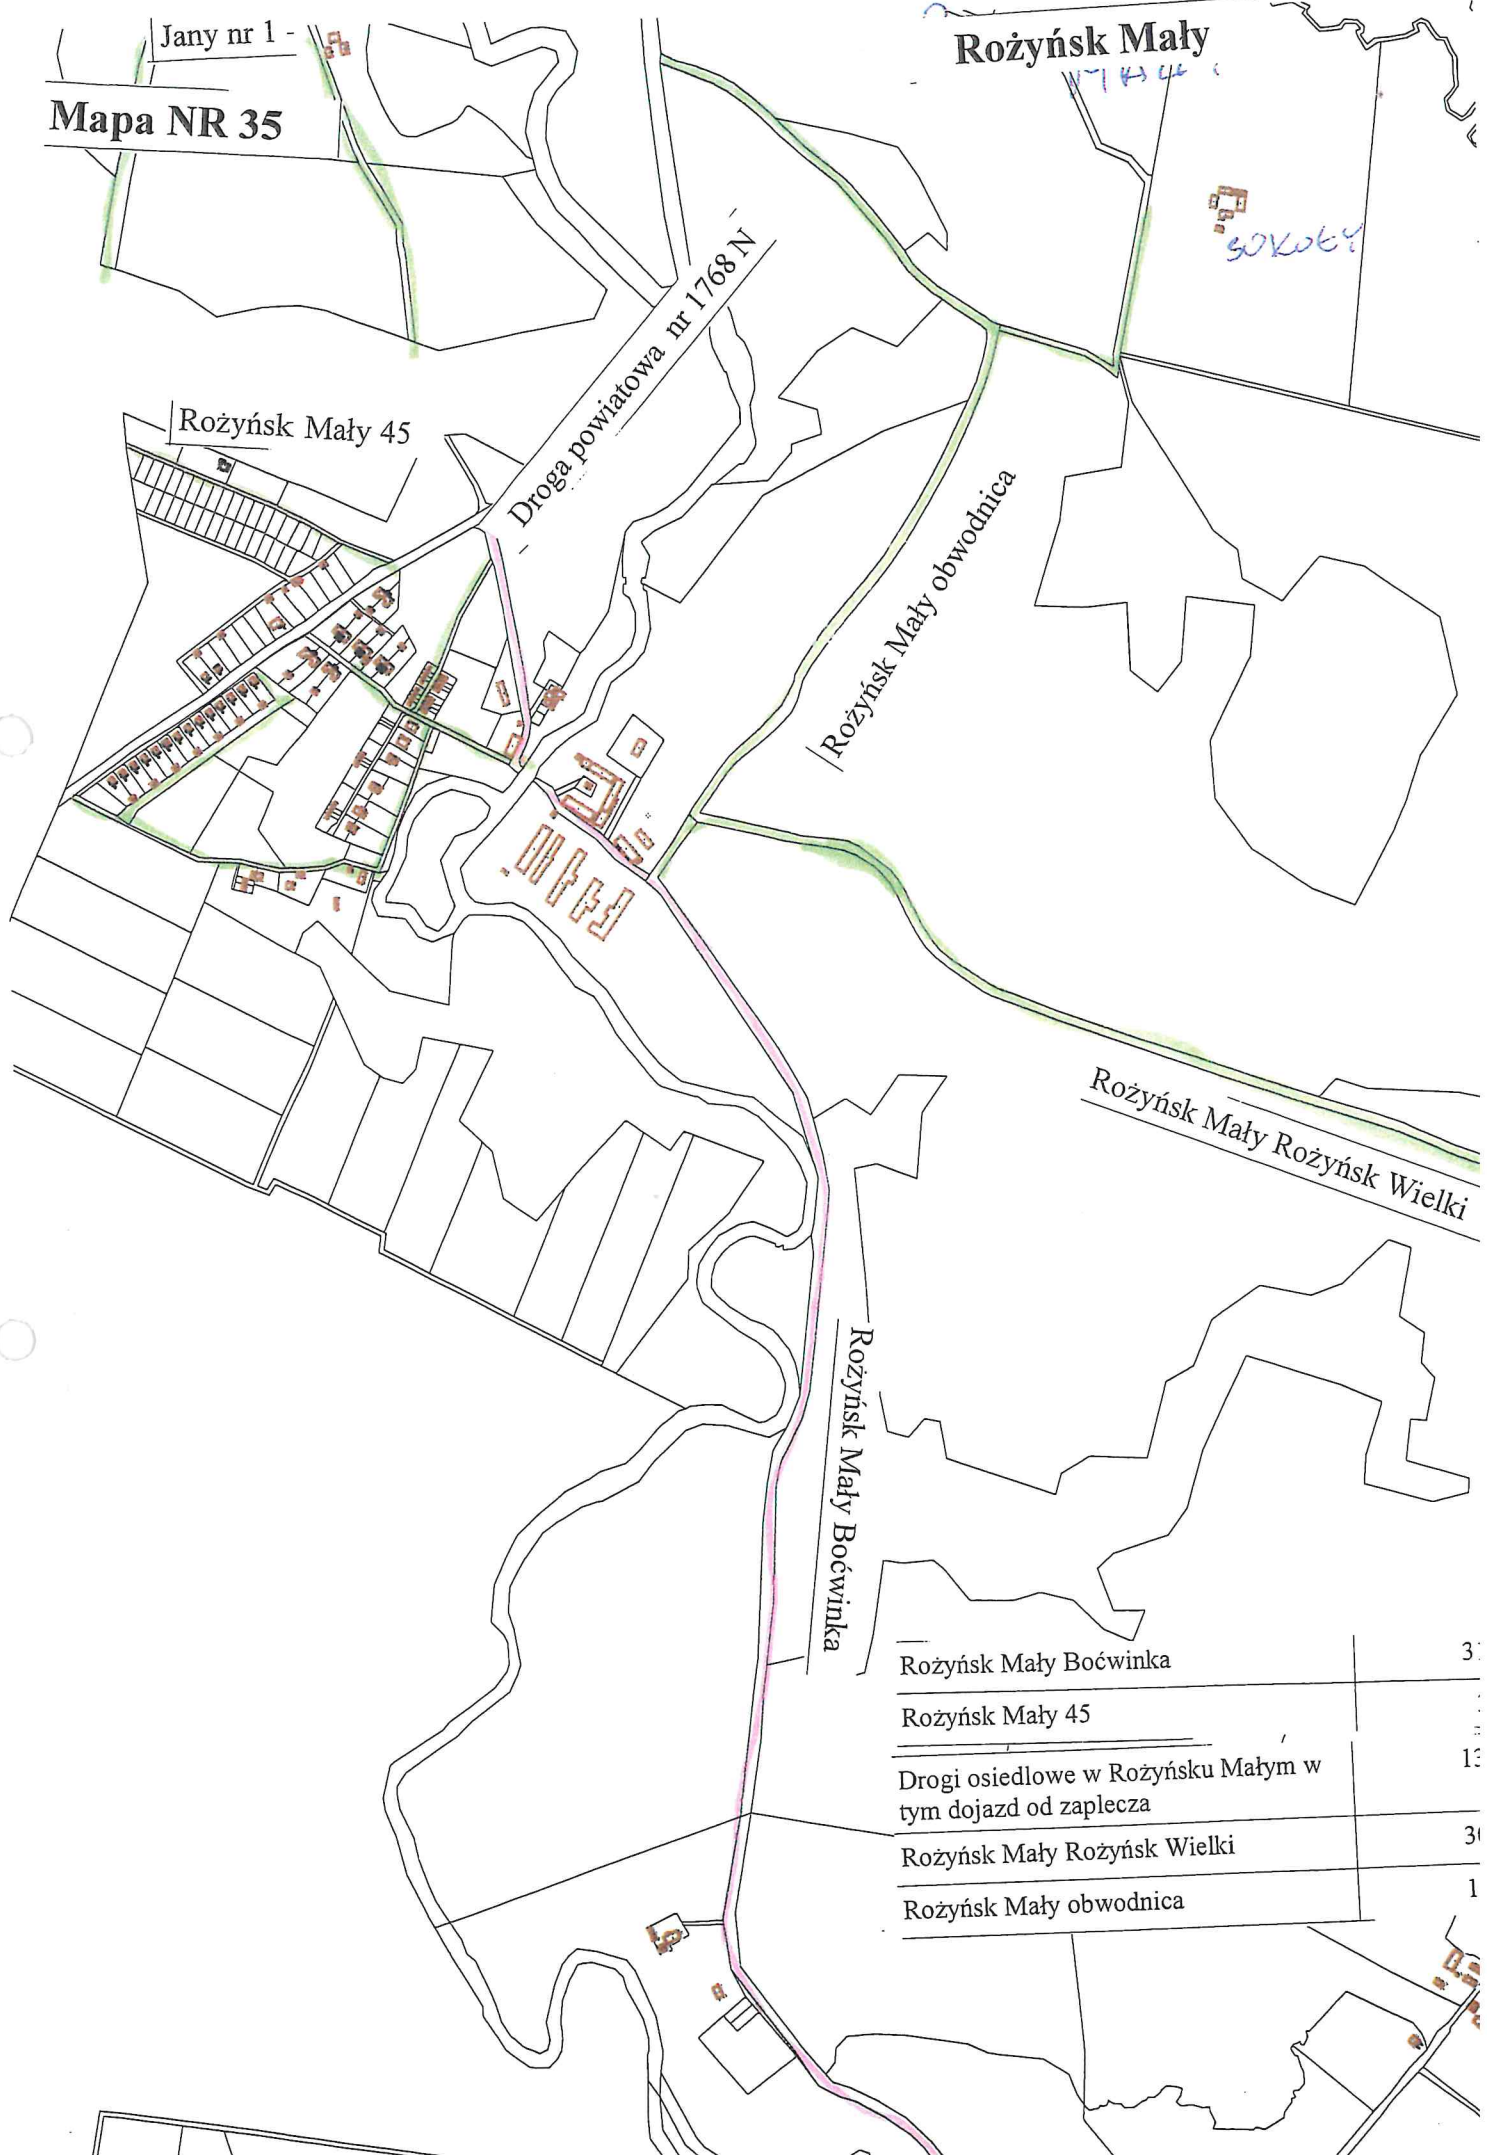 Jany nr 1 -
Rożyńsk Mały
Mapa NR 35
SOKOŁY
Droga powiatowa nr 1768 N
Rożyńsk Mały 45
Rożyńsk Mały obwodnica
Rożyńsk Mały Rożyńsk Wielki
Rożyńsk Mały Boćwinka
Rożyńsk Mały Boćwinka
Rożyńsk Mały 45
Drogi osiedlowe w Rożyńsku Małym w
tym dojazd od zaplecza
Rożyńsk Mały Rożyńsk Wielki
Rożyńsk Mały obwodnica